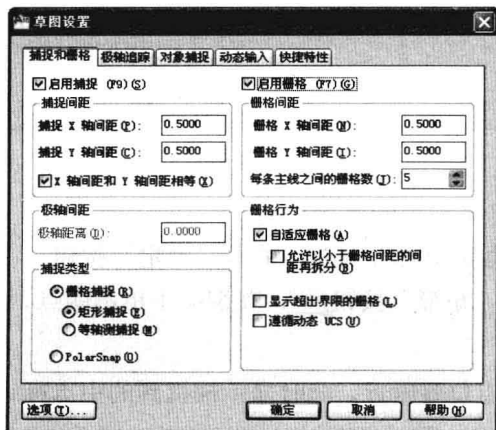 草图设置
捕捉和栅格 极轴追踪 对象捕捉 动态输入 快捷特性
启用捕捉 (F9)(S)
启用栅格 (F7)(G)
捕捉间距
捕捉 X 轴间距(P): 0.5000
捕捉 Y 轴间距(C): 0.5000
X 轴间距和 Y 轴间距相等(X)
栅格间距
栅格 X 轴间距(N): 0.5000
栅格 Y 轴间距(I): 0.5000
每条主线之间的栅格数(J): 5
极轴间距
极轴距离(D): 0.0000
栅格行为
自适应栅格(A)
允许以小于栅格间距的间
距再拆分(B)
显示超出界限的栅格(L)
遵循动态 UCS(U)
捕捉类型
栅格捕捉(R)
矩形捕捉(E)
等轴测捕捉(M)
PolarSnap(O)
选项(T)...
确定
取消
帮助(H)